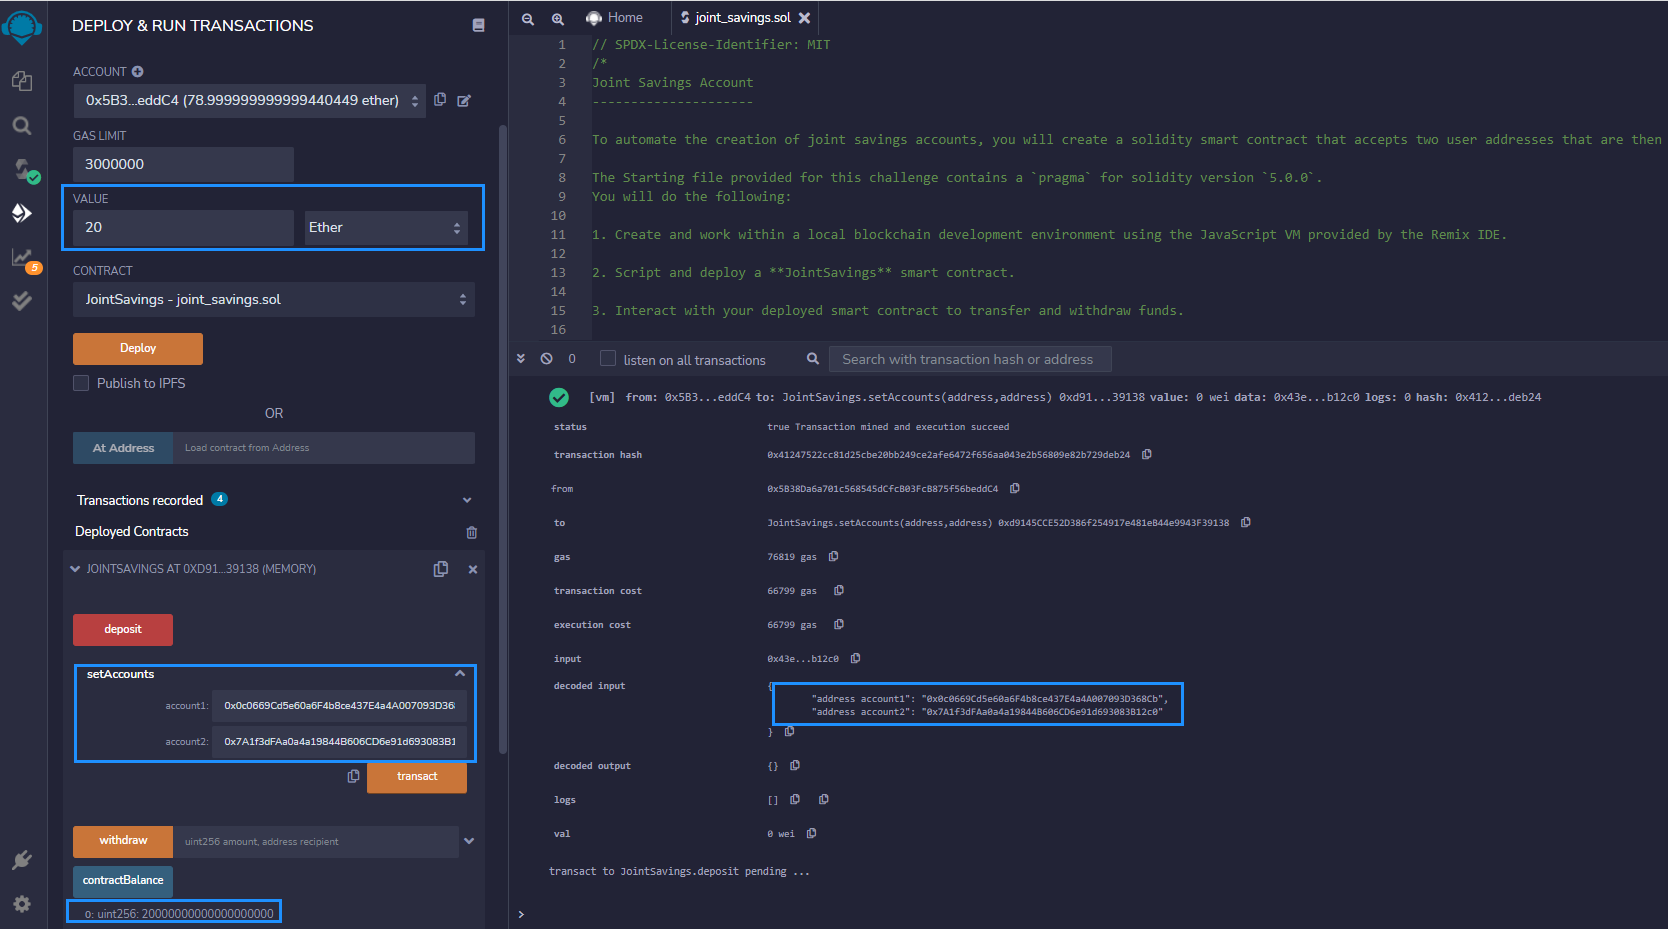 DEPLOY & RUN TRANSACTIONS
ACCOUNT
0x5B3...eddC4 (78.999999999999440449 ether)
GAS LIMIT
3000000
VALUE
20
Ether
5
CONTRACT
JointSavings - joint_savings.sol
Deploy
Publish to IPFS
OR
At Address
Load contract from Address
Transactions recorded 4
Deployed Contracts
JOINTSAVINGS AT 0XD91...39138 (MEMORY)
deposit
setAccounts
account1: 0x0c0669Cd5e60a6F4b8ce437E4a4A007093D368
account2: 0x7A1f3dFAa0a4a19844B606CD6e91d693083B1
transact
withdraw
uint256 amount, address recipient
contractBalance
0: uint256: 20000000000000000000
Home
joint_savings.sol
1 // SPDX-License-Identifier: MIT
2 /*
3 Joint Savings Account
4 ---------------------
5
6 To automate the creation of joint savings accounts, you will create a solidity smart contract that accepts two user addresses that are then
7
8 The Starting file provided for this challenge contains a `pragma` for solidity version `5.0.0`.
9 You will do the following:
10
11 1. Create and work within a local blockchain development environment using the JavaScript VM provided by the Remix IDE.
12
13 2. Script and deploy a **JointSavings** smart contract.
14
15 3. Interact with your deployed smart contract to transfer and withdraw funds.
16
0
listen on all transactions
Search with transaction hash or address
[vm] from: 0x5B3...eddC4 to: JointSavings.setAccounts(address,address) 0xd91...39138 value: 0 wei data: 0x43e...b12c0 logs: 0 hash: 0x412...deb24
status true Transaction mined and execution succeed
transaction hash 0x41247522cc81d25cbe20bb249ce2afe6472f656aa043e2b56809e82b729deb24
from 0x5B38Da6a701c568545dCfcB03FcB875f56beddC4
to JointSavings.setAccounts(address,address) 0xd9145CCE52D386f254917e481eB44e9943F39138
gas 76819 gas
transaction cost 66799 gas
execution cost 66799 gas
input 0x43e...b12c0
decoded input {
"address account1": "0x0c0669Cd5e60a6F4b8ce437E4a4A007093D368Cb",
"address account2": "0x7A1f3dFAa0a4a19844B606CD6e91d693083B12c0"
}
decoded output {}
logs []
val 0 wei
transact to JointSavings.deposit pending ...
>